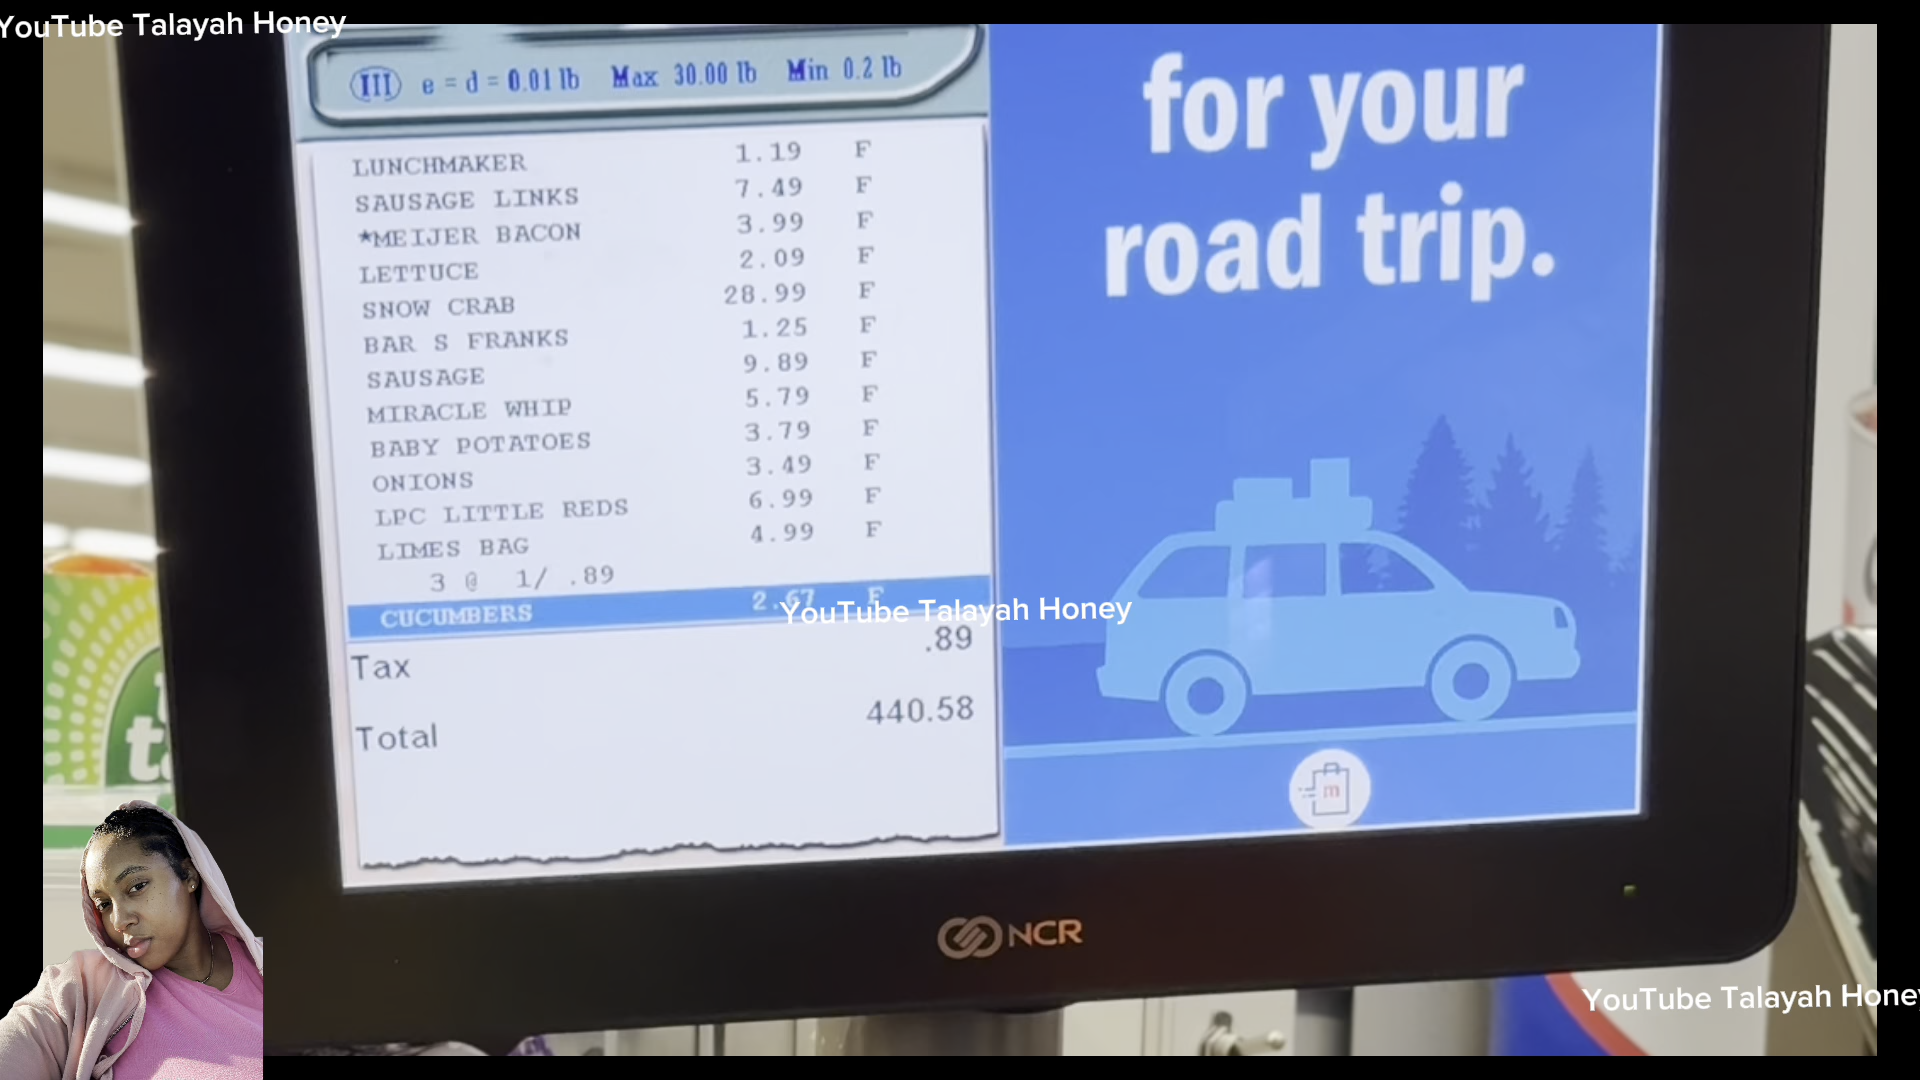 YouTube Talayah Honey
III e = d = 0.01 lb Max 30.00 lb Min 0.2 lb
LUNCHMAKER 1.19 F
SAUSAGE LINKS 7.49 F
*MEIJER BACON 3.99 F
LETTUCE 2.09 F
SNOW CRAB 28.99 F
BAR S FRANKS 1.25 F
SAUSAGE 9.89 F
MIRACLE WHIP 5.79 F
BABY POTATOES 3.79 F
ONIONS 3.49 F
LPC LITTLE REDS 6.99 F
LIMES BAG 4.99 F
3 @ 1/ .89
CUCUMBERS 2.67 F
Tax .89
Total 440.58
for your
road trip.
m
YouTube Talayah Honey
NCR
YouTube Talayah Honey